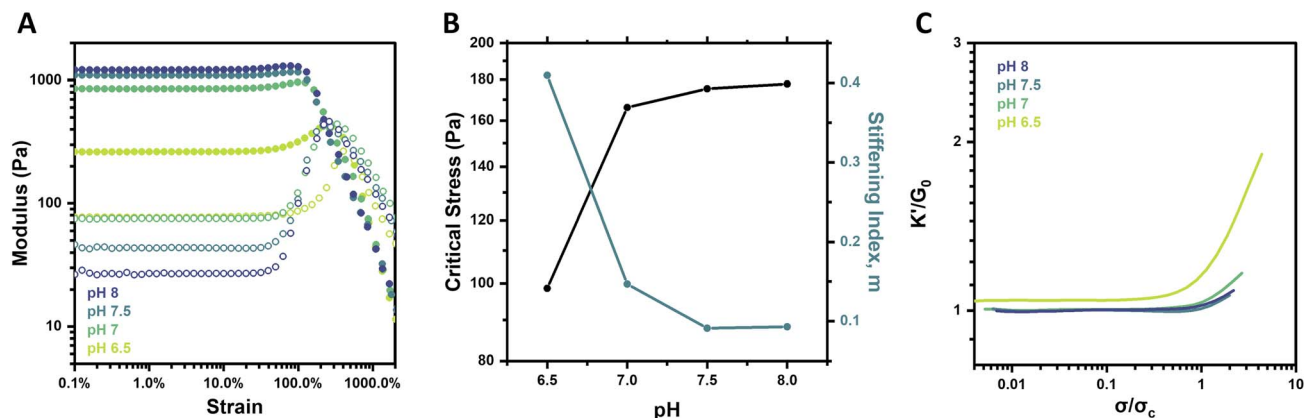 A
Modulus (Pa)
1000
100
10
pH 8
pH 7.5
pH 7
pH 6.5
0.1%
1.0%
10.0%
100.0%
1000.0%
Strain
B
Critical Stress (Pa)
200
180
160
140
120
100
80
6.5
7.0
7.5
8.0
pH
0.4
0.3
0.2
0.1
Stiffening Index, m
C
K'/G0
3
2
1
pH 8
pH 7.5
pH 7
pH 6.5
0.01
0.1
1
10
σ/σc